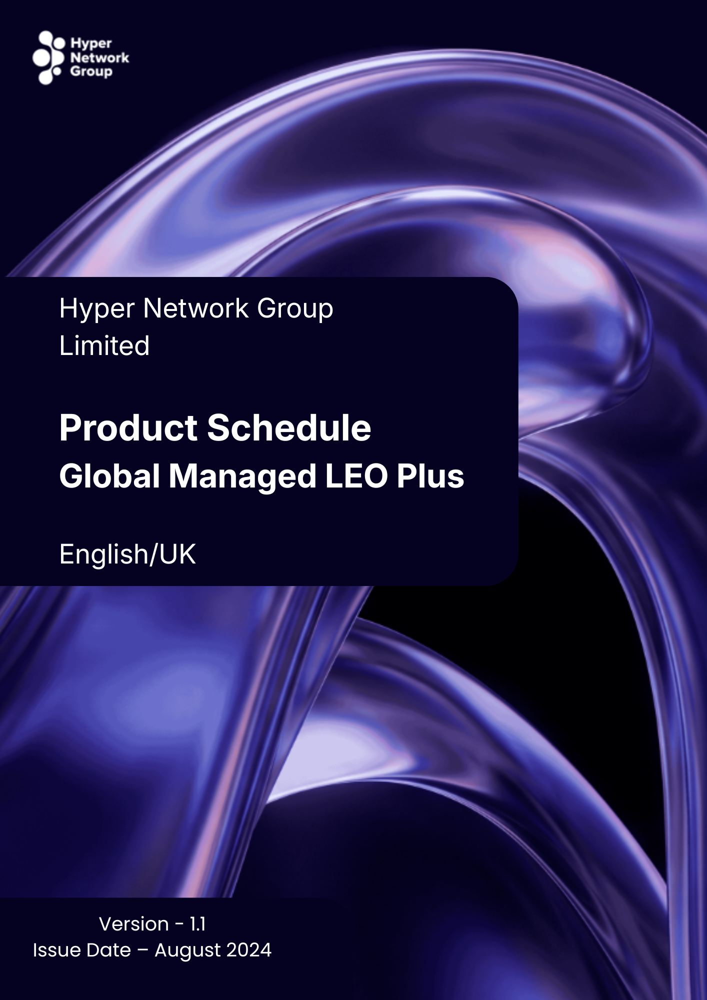 Hyper
Network
Group
Hyper Network Group
Limited
Product Schedule
Global Managed LEO Plus
English/UK
Version - 1.1
Issue Date – August 2024